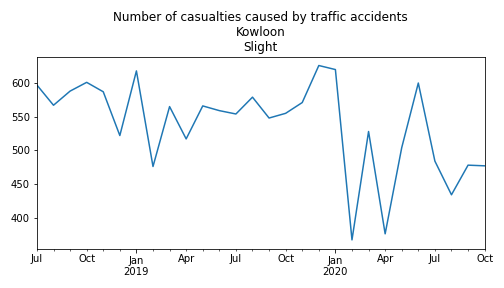 Number of casualties caused by traffic accidents
Kowloon
Slight
600
550
500
450
400
Jul Oct Jan Apr Jul Oct Jan Apr Jul Oct
2019 2020